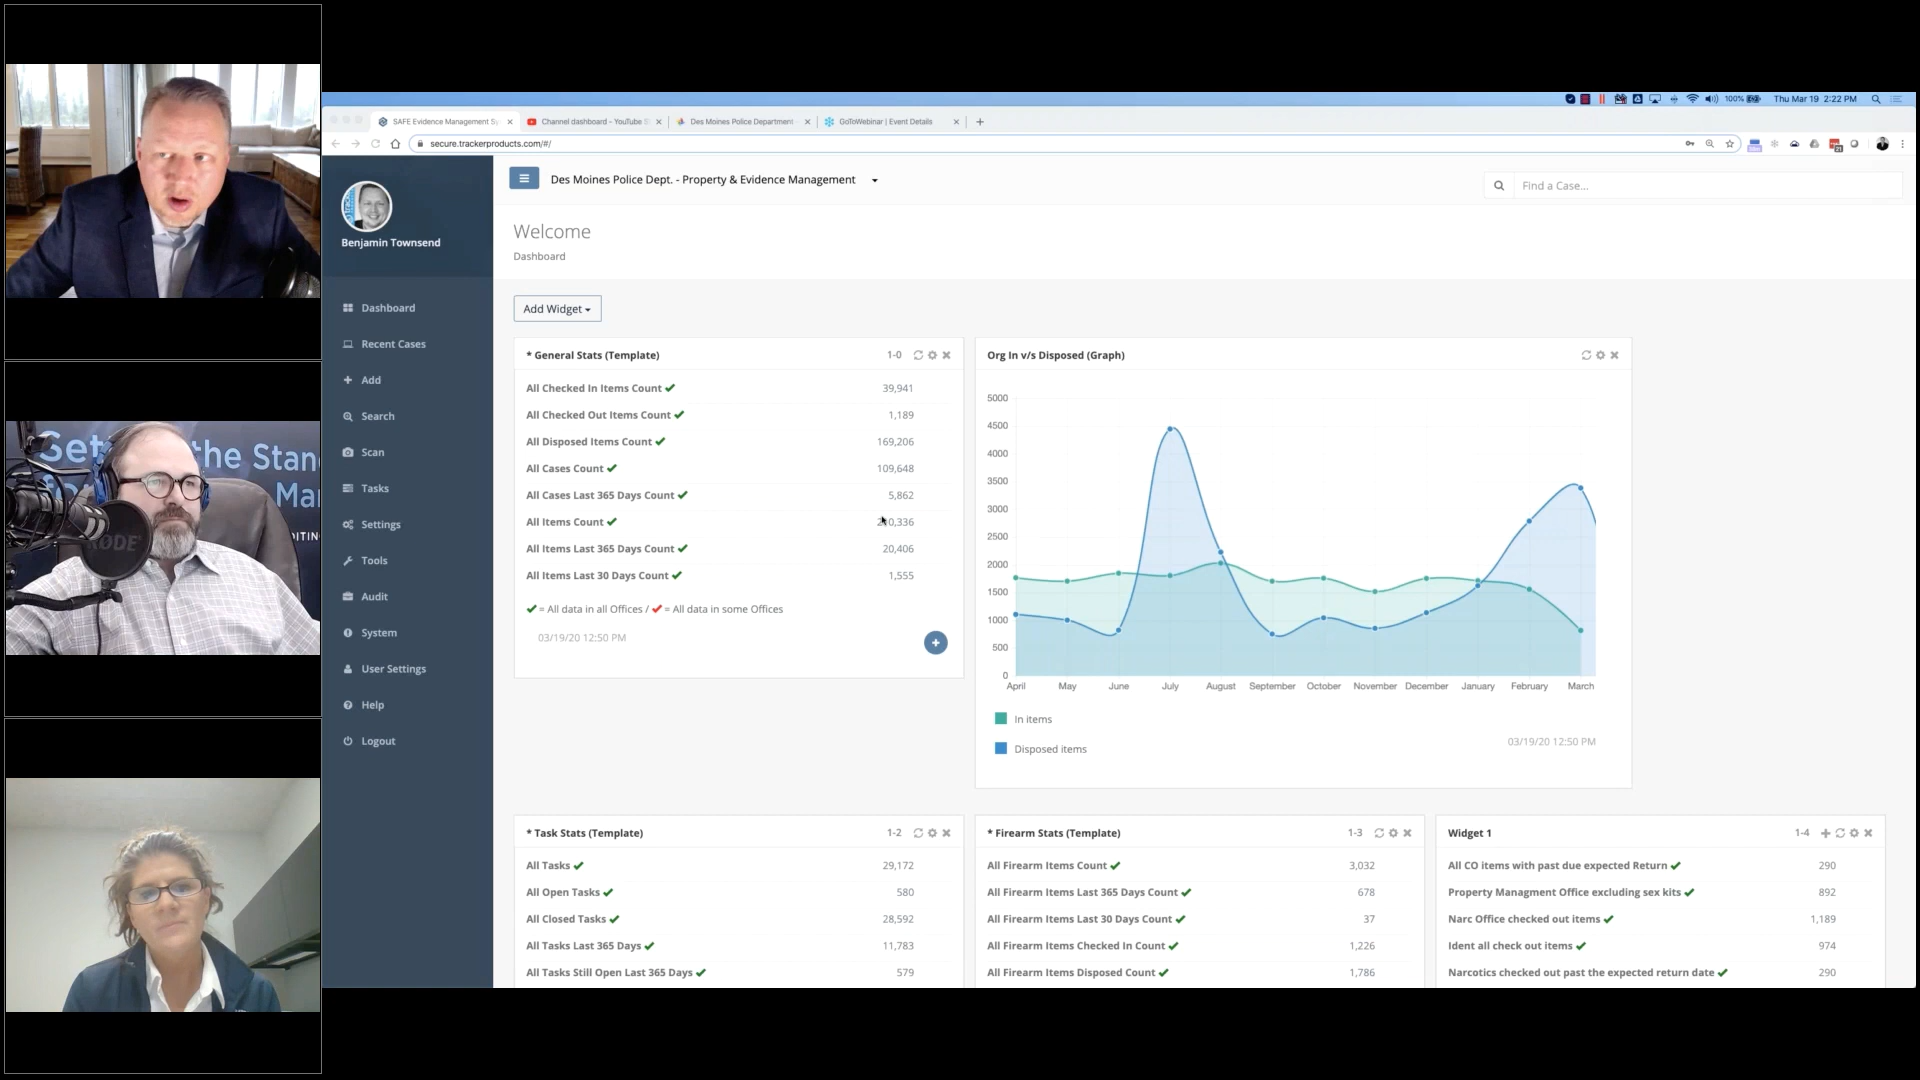 Thu Mar 19 2:22 PM
100%
SAFE Evidence Management Sy
Channel dashboard - YouTube S
Des Moines Police Department
GoToWebinar | Event Details
secure.trackerproducts.com/#/
Des Moines Police Dept. - Property & Evidence Management
Find a Case...
Benjamin Townsend
Dashboard
Recent Cases
Add
Search
Scan
Tasks
Settings
Tools
Audit
System
User Settings
Help
Logout
Welcome
Dashboard
Add Widget
* General Stats (Template) 1-0
All Checked In Items Count 39,941
All Checked Out Items Count 1,189
All Disposed Items Count 169,206
All Cases Count 109,648
All Cases Last 365 Days Count 5,862
All Items Count
All Items Last 365 Days Count 20,406
All Items Last 30 Days Count 1,555
= All data in all Offices / = All data in some Offices
03/19/20 12:50 PM
Org In v/s Disposed (Graph)
5000
4500
4000
3500
3000
2500
2000
1500
1000
500
0
April May June July August September October November December January February March
In items
Disposed items
03/19/20 12:50 PM
* Task Stats (Template) 1-2
All Tasks 29,172
All Open Tasks 580
All Closed Tasks 28,592
All Tasks Last 365 Days 11,783
All Tasks Still Open Last 365 Days 579
* Firearm Stats (Template) 1-3
All Firearm Items Count 3,032
All Firearm Items Last 365 Days Count 678
All Firearm Items Last 30 Days Count 37
All Firearm Items Checked In Count 1,226
All Firearm Items Disposed Count 1,786
Widget 1 1-4
All CO items with past due expected Return 290
Property Managment Office excluding sex kits 892
Narc Office checked out items 1,189
Ident all check out items 974
Narcotics checked out past the expected return date 290
Set the Stan
Ma
RODE